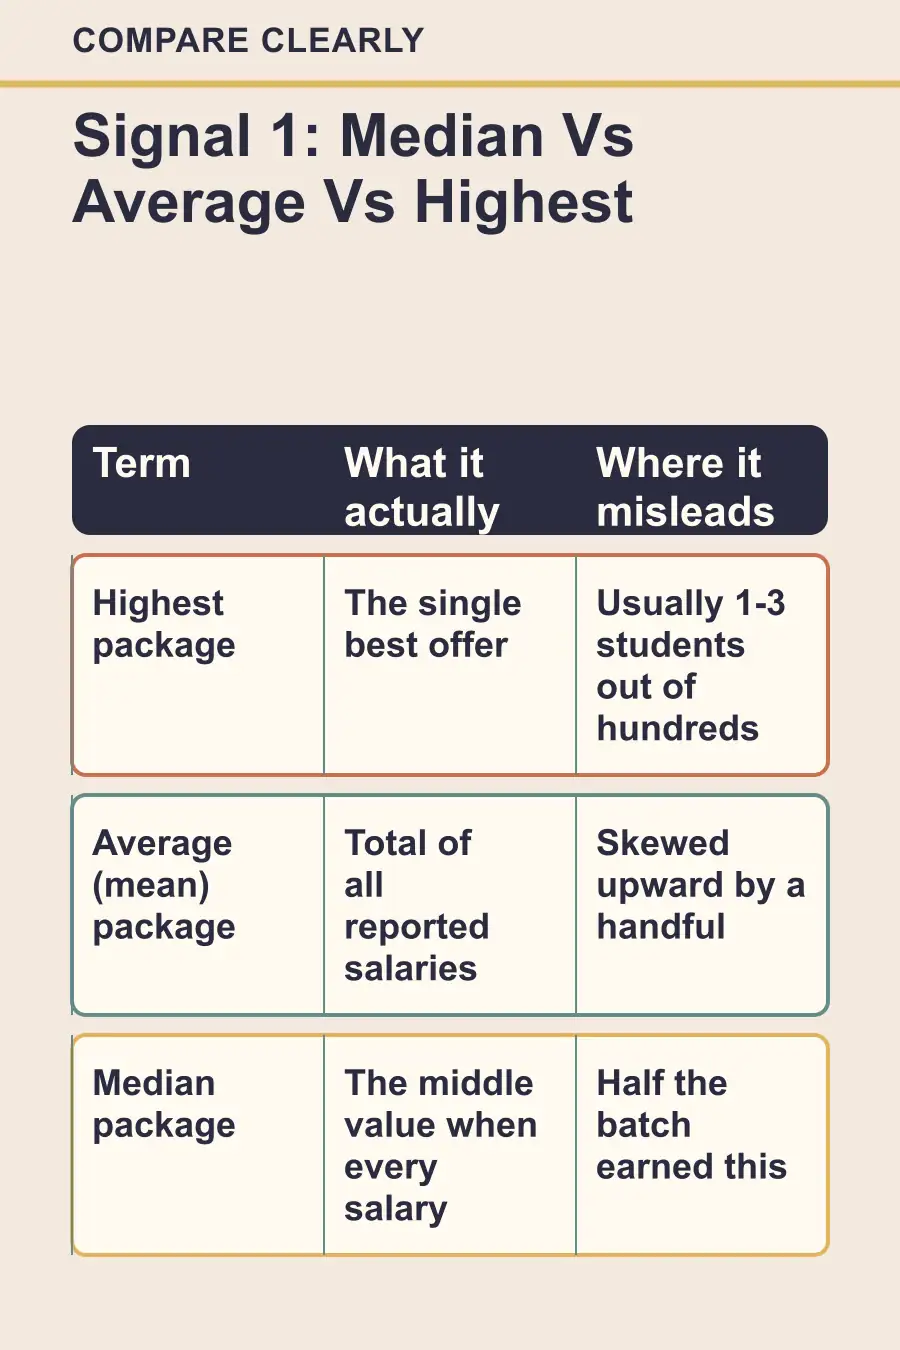 COMPARE CLEARLY
Signal 1: Median Vs
Average Vs Highest
Term
What it
actually
Where it
misleads
Highest
package
The single
best offer
Usually 1-3
students
out of
hundreds
Average
(mean)
package
Total of
all
reported
salaries
Skewed
upward by a
handful
Median
package
The middle
value when
every
salary
Half the
batch
earned this